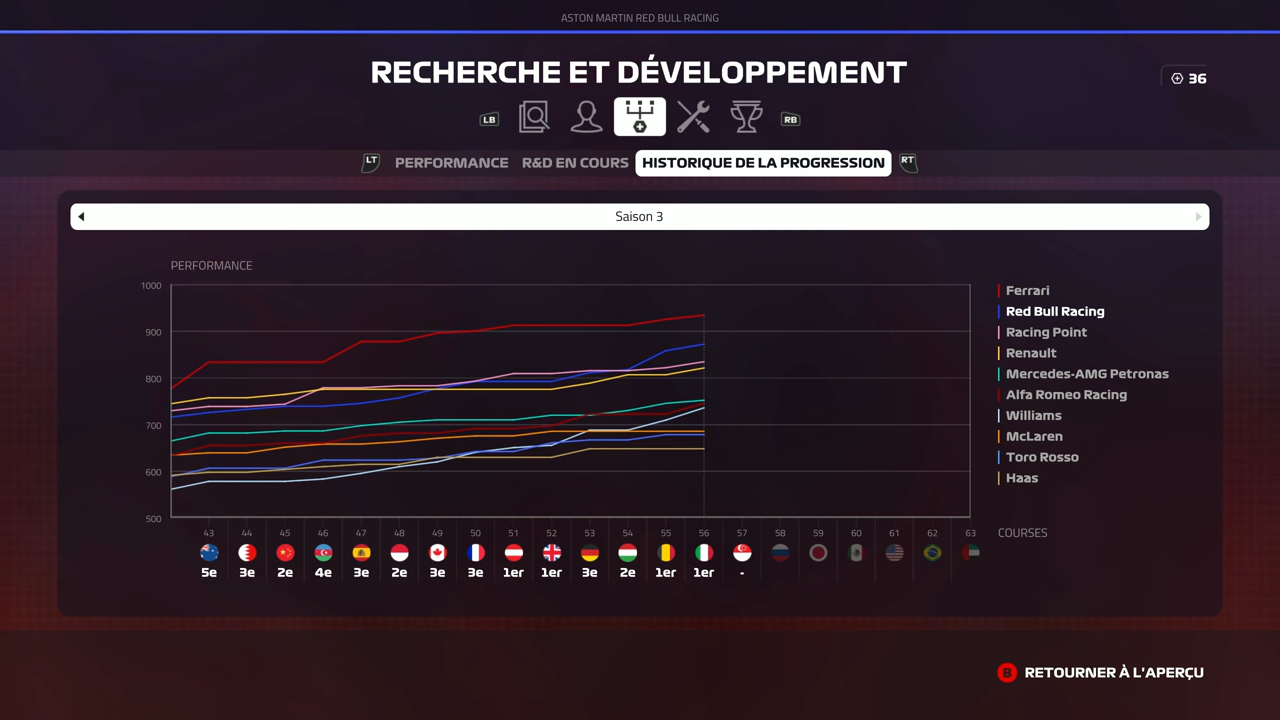 ASTON MARTIN RED BULL RACING
RECHERCHE ET DÉVELOPPEMENT
36
LB
RB
LT
PERFORMANCE
R&D EN COURS
HISTORIQUE DE LA PROGRESSION
RT
Saison 3
PERFORMANCE
1000
900
800
700
600
500
Ferrari
Red Bull Racing
Racing Point
Renault
Mercedes-AMG Petronas
Alfa Romeo Racing
Williams
McLaren
Toro Rosso
Haas
43 44 45 46 47 48 49 50 51 52 53 54 55 56 57 58 59 60 61 62 63
COURSES
5e 3e 2e 4e 3e 2e 3e 3e 1er 1er 3e 2e 1er 1er -
B RETOURNER À L'APERÇU